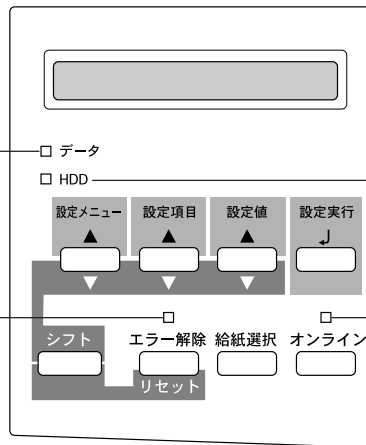 データ
HDD
設定メニュー 設定項目 設定値 設定実行
シフト エラー解除 給紙選択 オンライン
リセット